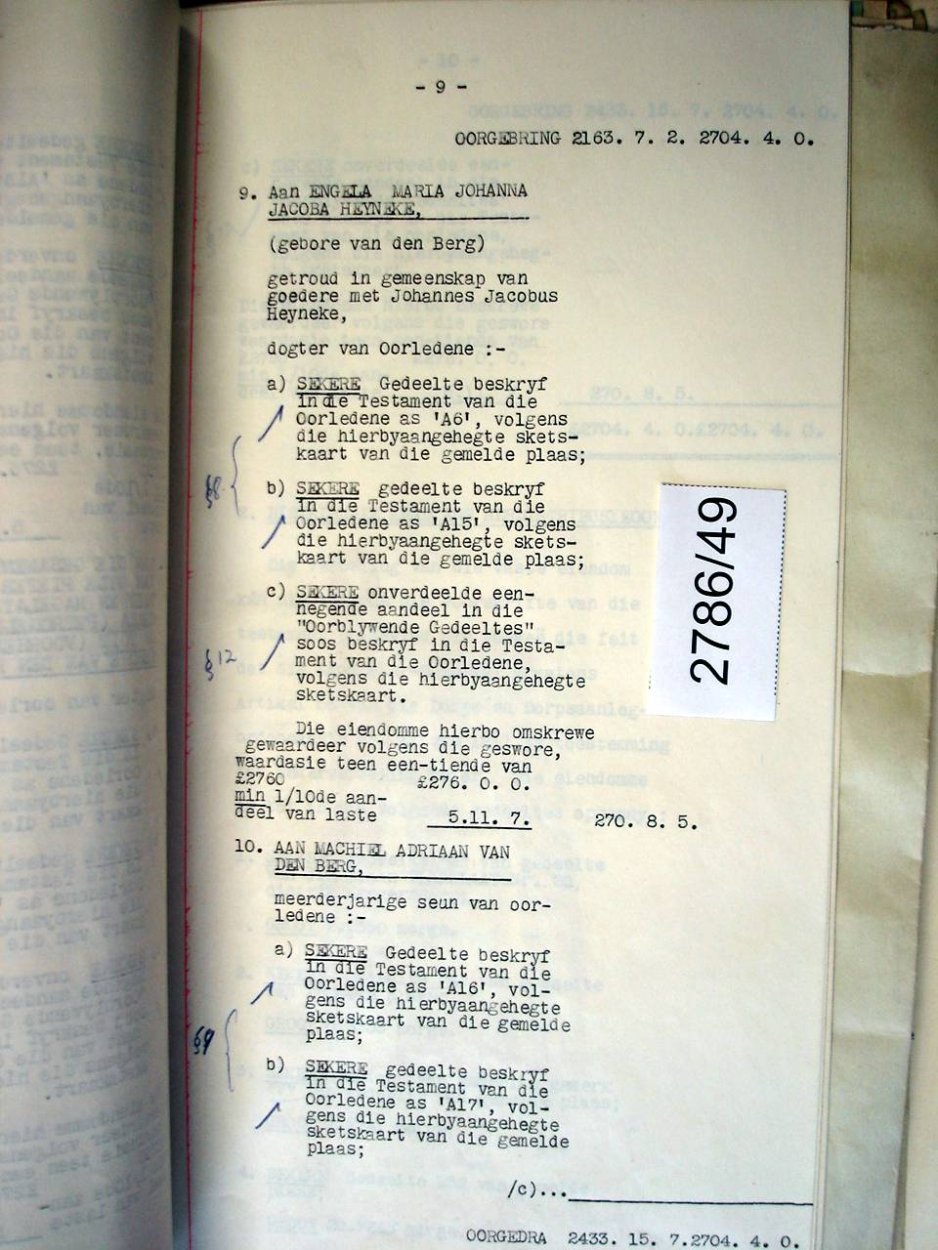 - 9 -
OORGEBRING 2163. 7. 2. 2704. 4. 0.
9. Aan ENGELA MARIA JOHANNA
JACOBA HEYNEKE,
(gebore van den Berg)
getroud in gemeenskap van
goedere met Johannes Jacobus
Heyneke,
dogter van Oorledene :-
a) SEKERE Gedeelte beskryf
in die Testament van die
Oorledene as 'A6', volgens
die hierbyaangehegte skets-
kaart van die gemelde plaas;
b) SEKERE gedeelte beskryf
in die Testament van die
Oorledene as 'A15', volgens
die hierbyaangehegte skets-
kaart van die gemelde plaas;
c) SEKERE onverdeelde een-
negende aandeel in die
"Oorblywende Gedeeltes"
soos beskryf in die Testa-
ment van die Oorledene,
volgens die hierbyaangehegte
sketskaart.
§12
Die eiendomme hierbo omskrewe
gewaardeer volgens die geswore,
waardasie teen een-tiende van
£2760 £276. 0. 0.
min 1/10de aan-
deel van laste 5.11. 7. 270. 8. 5.
10. AAN MACHIEL ADRIAAN VAN
DEN BERG,
meerderjarige seun van oor-
ledene :-
a) SEKERE Gedeelte beskryf
in die Testament van die
Oorledene as 'A16', vol-
gens die hierbyaangehegte
sketskaart van die gemelde
plaas;
b) SEKERE gedeelte beskryf
in die Testament van die
Oorledene as 'A17', vol-
gens die hierbyaangehegte
sketskaart van die gemelde
plaas;
/c)...
OORGEDRA 2433. 15. 7.2704. 4. 0.
2786/49